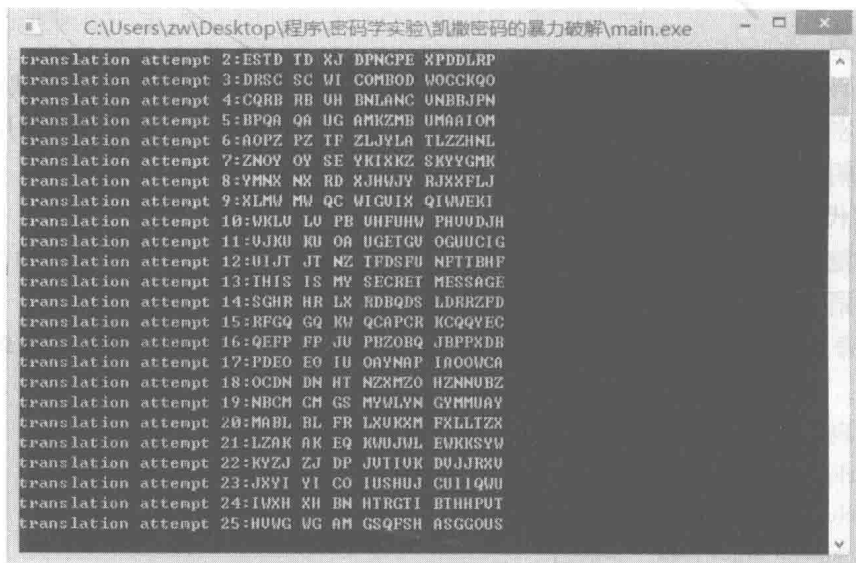 C:\Users\zw\Desktop\程序\密码学实验\凯撒密码的暴力破解\main.exe
translation attempt 2:ESTD TD XJ DPNCPE XPDDLRP
translation attempt 3:DRSC SC WI COMBOD WOCCKQO
translation attempt 4:CQRB RB VH BNLANC VNBBJPN
translation attempt 5:BPQA QA UG AMKZMB UMAAIOM
translation attempt 6:AOPZ PZ TF ZLJYLA TLZZHNL
translation attempt 7:ZNOY OY SE YKIXKZ SKYYGMK
translation attempt 8:YMNX NX RD XJHWJY RJXXFLJ
translation attempt 9:XLMW MW QC WIGVIX QIWWEKI
translation attempt 10:WKLV LV PB VHFUHW PHVVDJH
translation attempt 11:VJKU KU OA UGETGV OGUUCIG
translation attempt 12:UIJT JT NZ TFDSFU NFTTBHF
translation attempt 13:THIS IS MY SECRET MESSAGE
translation attempt 14:SGHR HR LX RDBQDS LDRRZFD
translation attempt 15:RFGQ GQ KW QCAPCR KCQQYEC
translation attempt 16:QEFP FP JV PBZOBQ JBPPXDB
translation attempt 17:PDEO EO IU OAYNAP IAOOWCA
translation attempt 18:OCDN DN HT NZXMZO HZNNVBZ
translation attempt 19:NBCM CM GS MYWLYN GYMMUAY
translation attempt 20:MABL BL FR LXVKXM FXLLTZX
translation attempt 21:LZAK AK EQ KWUJWL EWKKSYW
translation attempt 22:KYZJ ZJ DP JVTIVK DVJJRXV
translation attempt 23:JXYI YI CO IUSHUJ CUIIQWU
translation attempt 24:IWXH XH BN HTRGTI BTHHPVT
translation attempt 25:HVWG WG AM GSQFSH ASGGOUS